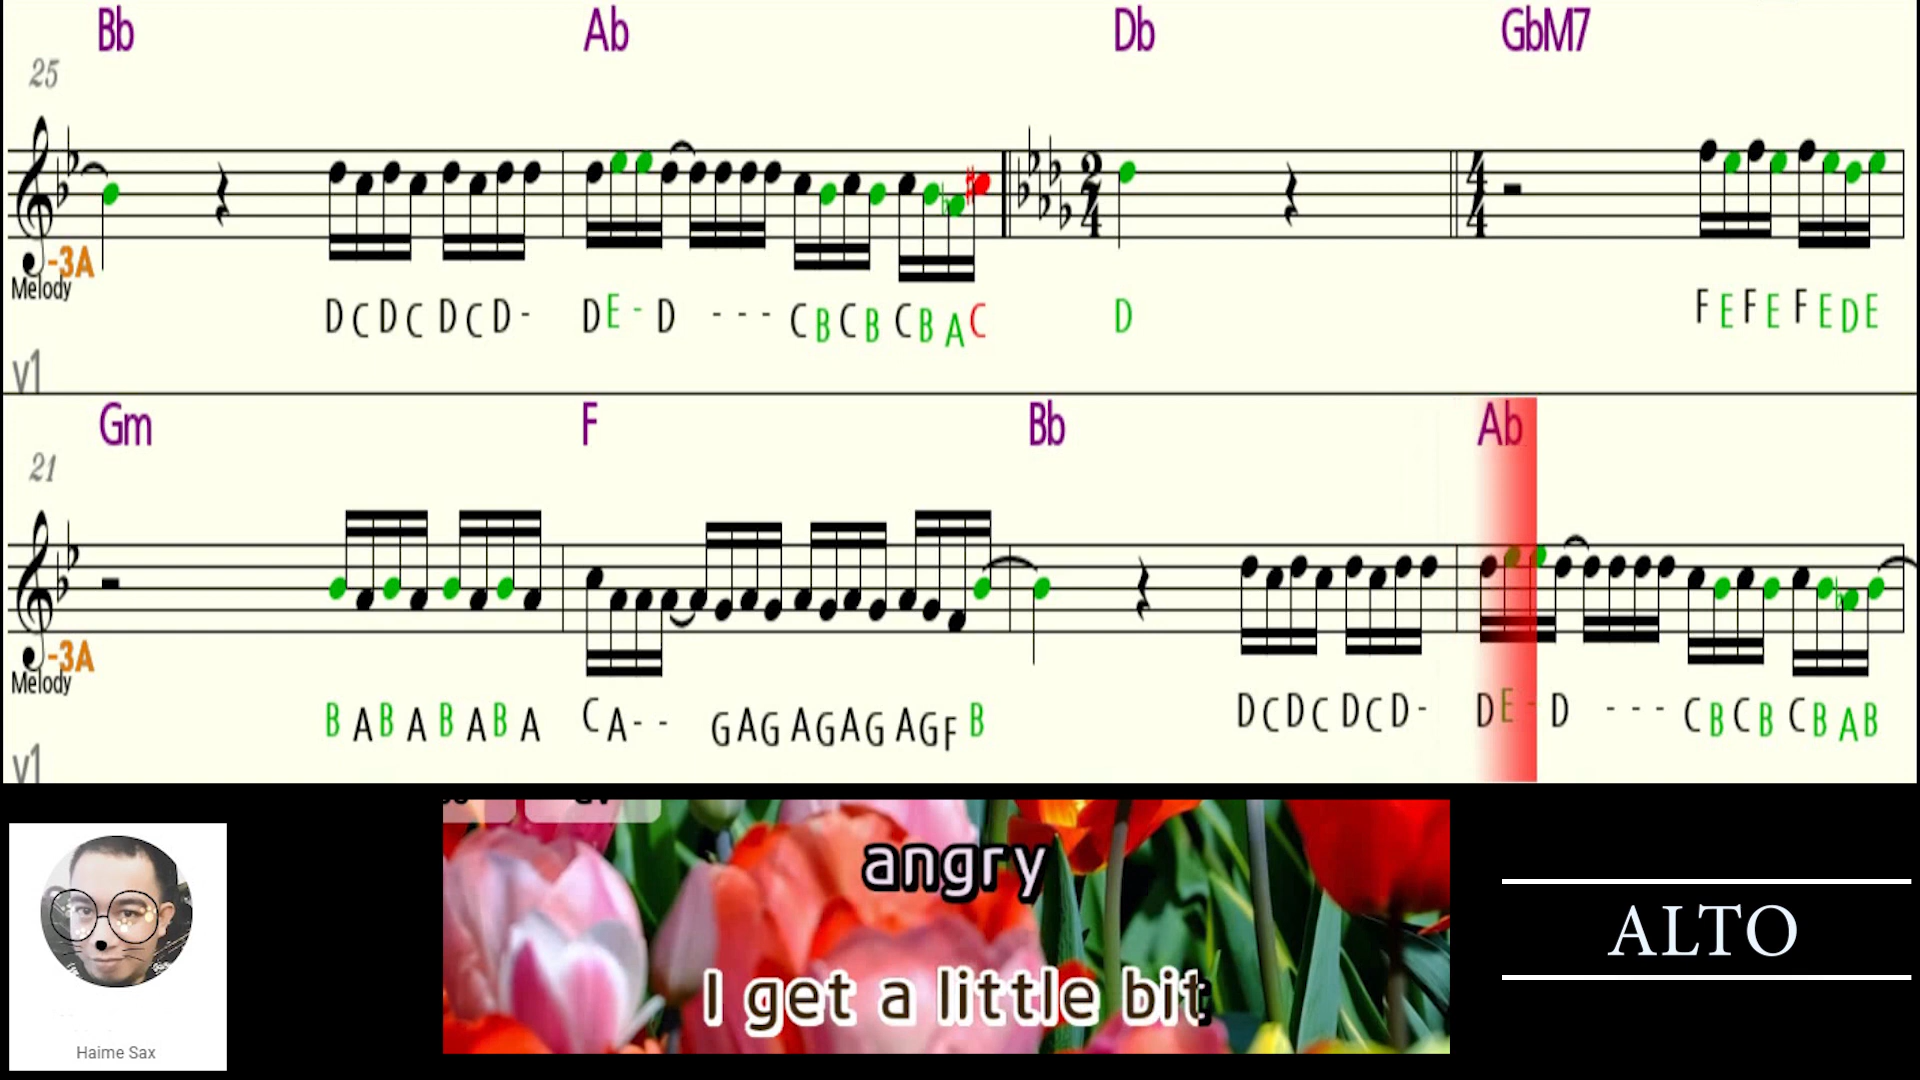 Bb Ab Db GbM7
25
-3A
Melody
D C D C D C D - D E - D - - - C B C B C B A C D F E F E F E D E
v1
Gm F Bb Ab
21
-3A
Melody
B A B A B A B A C A - - G A G A G A G A G F B D C D C D C D - D E - D - - - C B C B C B A B
v1
angry
I get a little bit
Haime Sax
ALTO